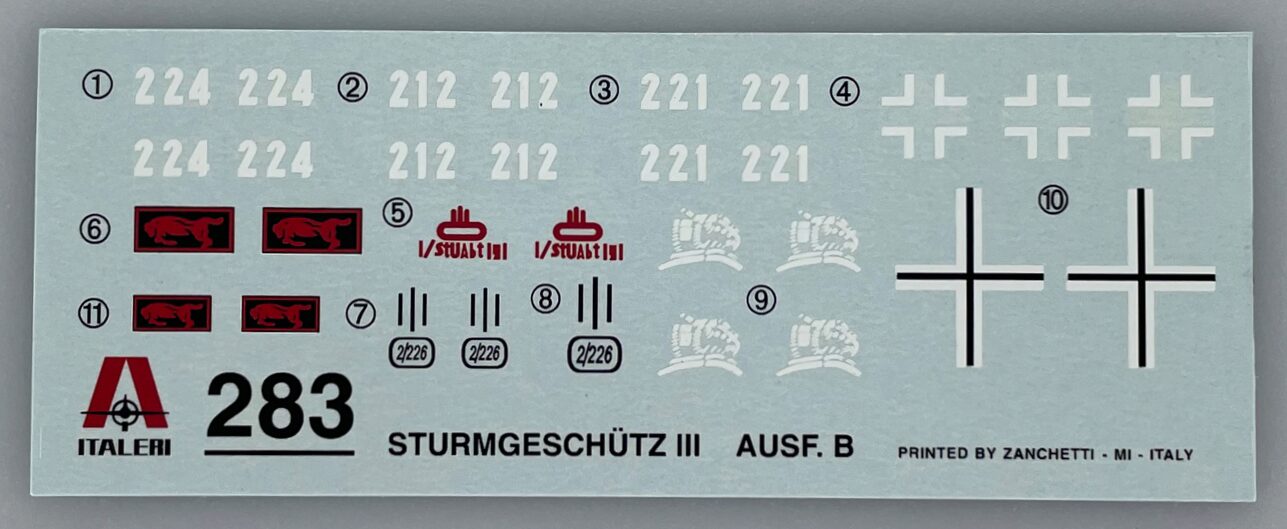 ① 224 224 ② 212 212 ③ 221 221 ④
224 224 212 212 221 221
⑥ ⑤ ⑩
I/StUAbt 191 I/StUAbt 191
⑪ ⑦ ⑧ ⑨
2/226 2/226 2/226
283
ITALERI STURMGESCHÜTZ III AUSF. B PRINTED BY ZANCHETTI - MI - ITALY